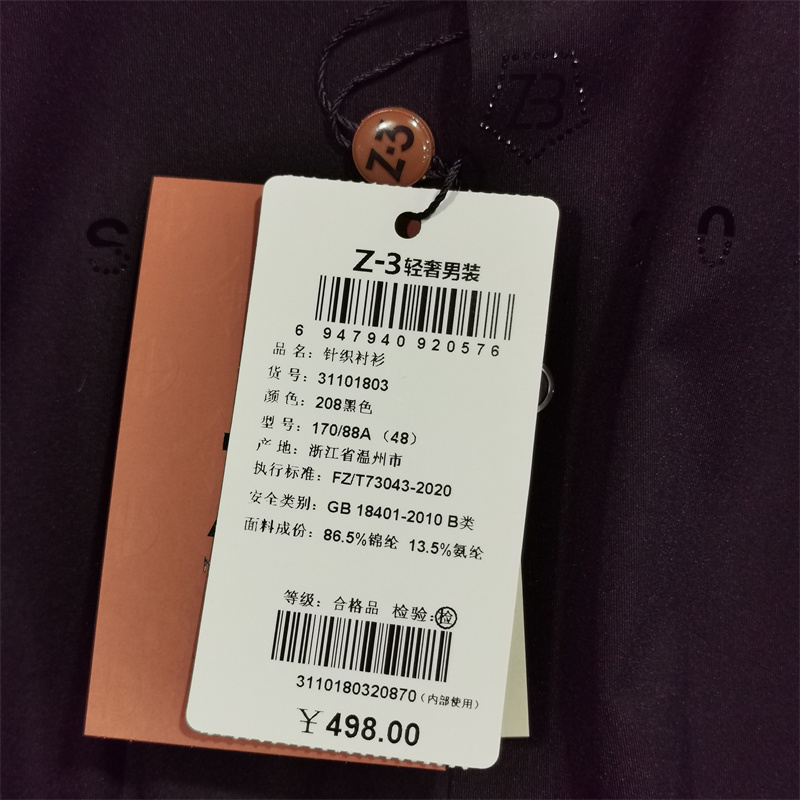 Z3
Z·3
S
0
Z-3轻奢男装
6 947940 920576
品 名：针织衬衫
货 号：31101803
颜 色：208黑色
型 号：170/88A（48）
产 地：浙江省温州市
执行标准：FZ/T73043-2020
安全类别：GB 18401-2010 B类
面料成份：86.5%锦纶 13.5%氨纶
等级：合格品 检验:检
3110180320870（内部使用）
￥498.00